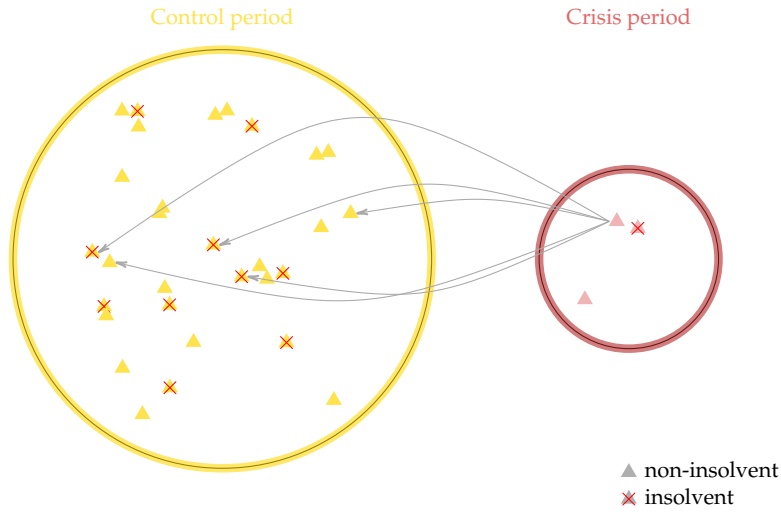 Control period
Crisis period
non-insolvent
insolvent